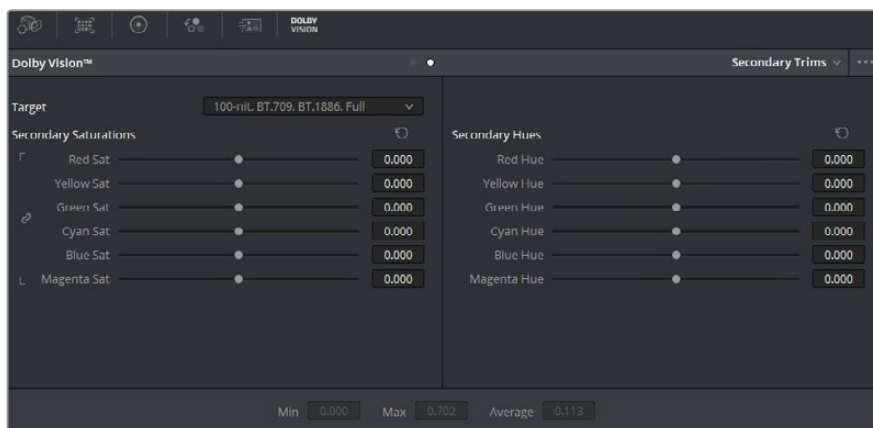 DOLBY
VISION
Dolby Vision™
Secondary Trims
Target
100-nit, BT.709, BT.1886, Full
Secondary Saturations
Red Sat 0.000
Yellow Sat 0.000
Green Sat 0.000
Cyan Sat 0.000
Blue Sat 0.000
Magenta Sat 0.000
Secondary Hues
Red Hue 0.000
Yellow Hue 0.000
Green Hue 0.000
Cyan Hue 0.000
Blue Hue 0.000
Magenta Hue 0.000
Min 0.000 Max 0.702 Average 0.113